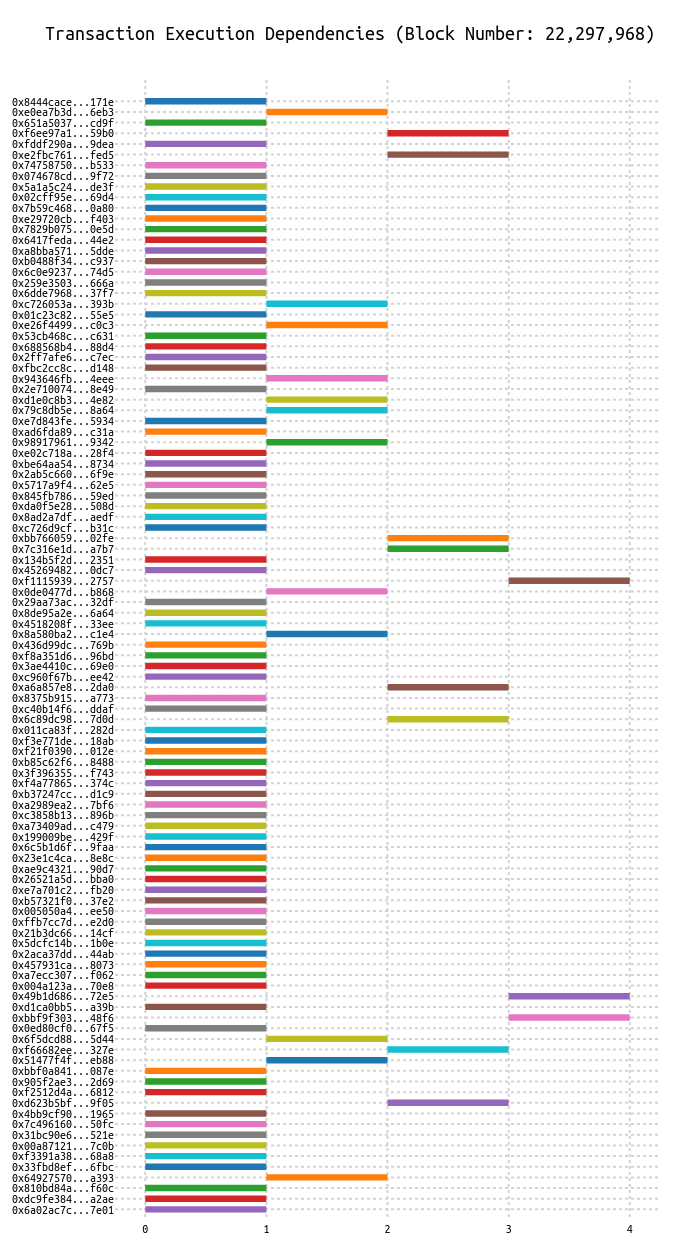 Transaction Execution Dependencies (Block Number: 22,297,968)
0x8444cace...171e
0xe0ea7b3d...6eb3
0x651a5037...cd9f
0xf6ee97a1...59b0
0xfddf290a...9dea
0xe2fbc761...fed5
0x74758750...b533
0x074678cd...9f72
0x5a1a5c24...de3f
0x02cff95e...69d4
0x7b59c468...0a80
0xe29720cb...f403
0x7829b075...0e5d
0x6417feda...44e2
0xa8bba571...5dde
0xb0488f34...c937
0x6c0e9237...74d5
0x259e3503...666a
0x6dde7968...37f7
0xc726053a...393b
0x01c23c82...55e5
0xe26f4499...c0c3
0x53cb468c...c631
0x688568b4...88d4
0x2ff7afe6...c7ec
0xfbc2cc8c...d148
0x943646fb...4eee
0x2e710074...8e49
0xd1e0c8b3...4e82
0x79c8db5e...8a64
0xe7d843fe...5934
0xad6fda89...c31a
0x98917961...9342
0xe02c718a...28f4
0xbe64aa54...8734
0x2ab5c660...6f9e
0x5717a9f4...62e5
0x845fb786...59ed
0xda0f5e28...508d
0x8ad2a7df...aedf
0xc726d9cf...b31c
0xbb766059...02fe
0x7c316e1d...a7b7
0x134b5f2d...2351
0x45269482...0dc7
0xf1115939...2757
0x0de0477d...b868
0x29aa73ac...32df
0x8de95a2e...6a64
0x4518208f...33ee
0x8a580ba2...c1e4
0x436d99dc...769b
0xf8a351d6...96bd
0x3ae4410c...69e0
0xc960f67b...ee42
0xa6a857e8...2da0
0x8375b915...a773
0xc40b14f6...ddaf
0x6c89dc98...7d0d
0x011ca83f...282d
0xf3e771de...18ab
0xf21f0390...012e
0xb85c62f6...8488
0x3f396355...f743
0xf4a77865...374c
0xb37247cc...d1c9
0xa2989ea2...7bf6
0xc3858b13...896b
0xa73409ad...c479
0x199009be...429f
0x6c5b1d6f...9faa
0x23e1c4ca...8e8c
0xae9c4321...90d7
0x26521a5d...bba0
0xe7a701c2...fb20
0xb57321f0...37e2
0x005050a4...ee50
0xffb7cc7d...e2d0
0x21b3dc66...14cf
0x5dcfc14b...1b0e
0x2aca37dd...44ab
0x457931ca...8073
0xa7ecc307...f062
0x004a123a...70e8
0x49b1d686...72e5
0xd1ca0bb5...a39b
0xbbf9f303...48f6
0x0ed80cf0...67f5
0x6f5dcd88...5d44
0xf66682ee...327e
0x51477f4f...eb88
0xbbf0a841...087e
0x905f2ae3...2d69
0xf2512d4a...6812
0xd623b5bf...9f05
0x4bb9cf90...1965
0x7c496160...50fc
0x31bc90e6...521e
0x00a87121...7c0b
0xf3391a38...68a8
0x33fbd8ef...6fbc
0x64927570...a393
0x810bd84a...f60c
0xdc9fe384...a2ae
0x6a02ac7c...7e01
0 1 2 3 4